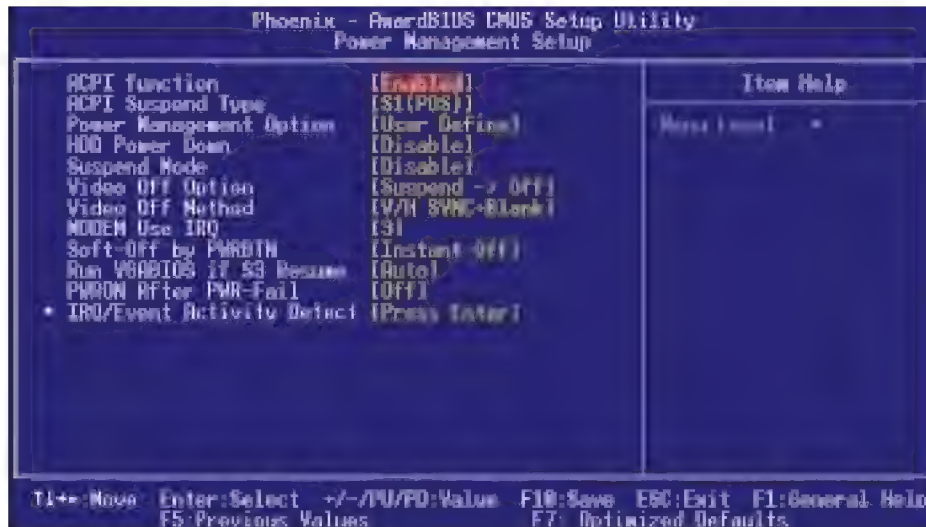 Phoenix - AwardBIOS CMOS Setup Utility
Power Management Setup
ACPI function [Enabled]
ACPI Suspend Type [S1(POS)]
Power Management Option [User Define]
HDD Power Down [Disable]
Suspend Mode [Disable]
Video Off Option [Suspend -> Off]
Video Off Method [V/H SYNC+Blank]
MODEM Use IRQ [3]
Soft-Off by PWRBTN [Instant-Off]
Run VGABIOS if S3 Resume [Auto]
PWRON After PWR-Fail [Off]
IRQ/Event Activity Detect [Press Enter]
Item Help
Menu Level
↑↓←→:Move Enter:Select +/-/PU/PD:Value F10:Save ESC:Exit F1:General Help
F5:Previous Values F7: Optimized Defaults